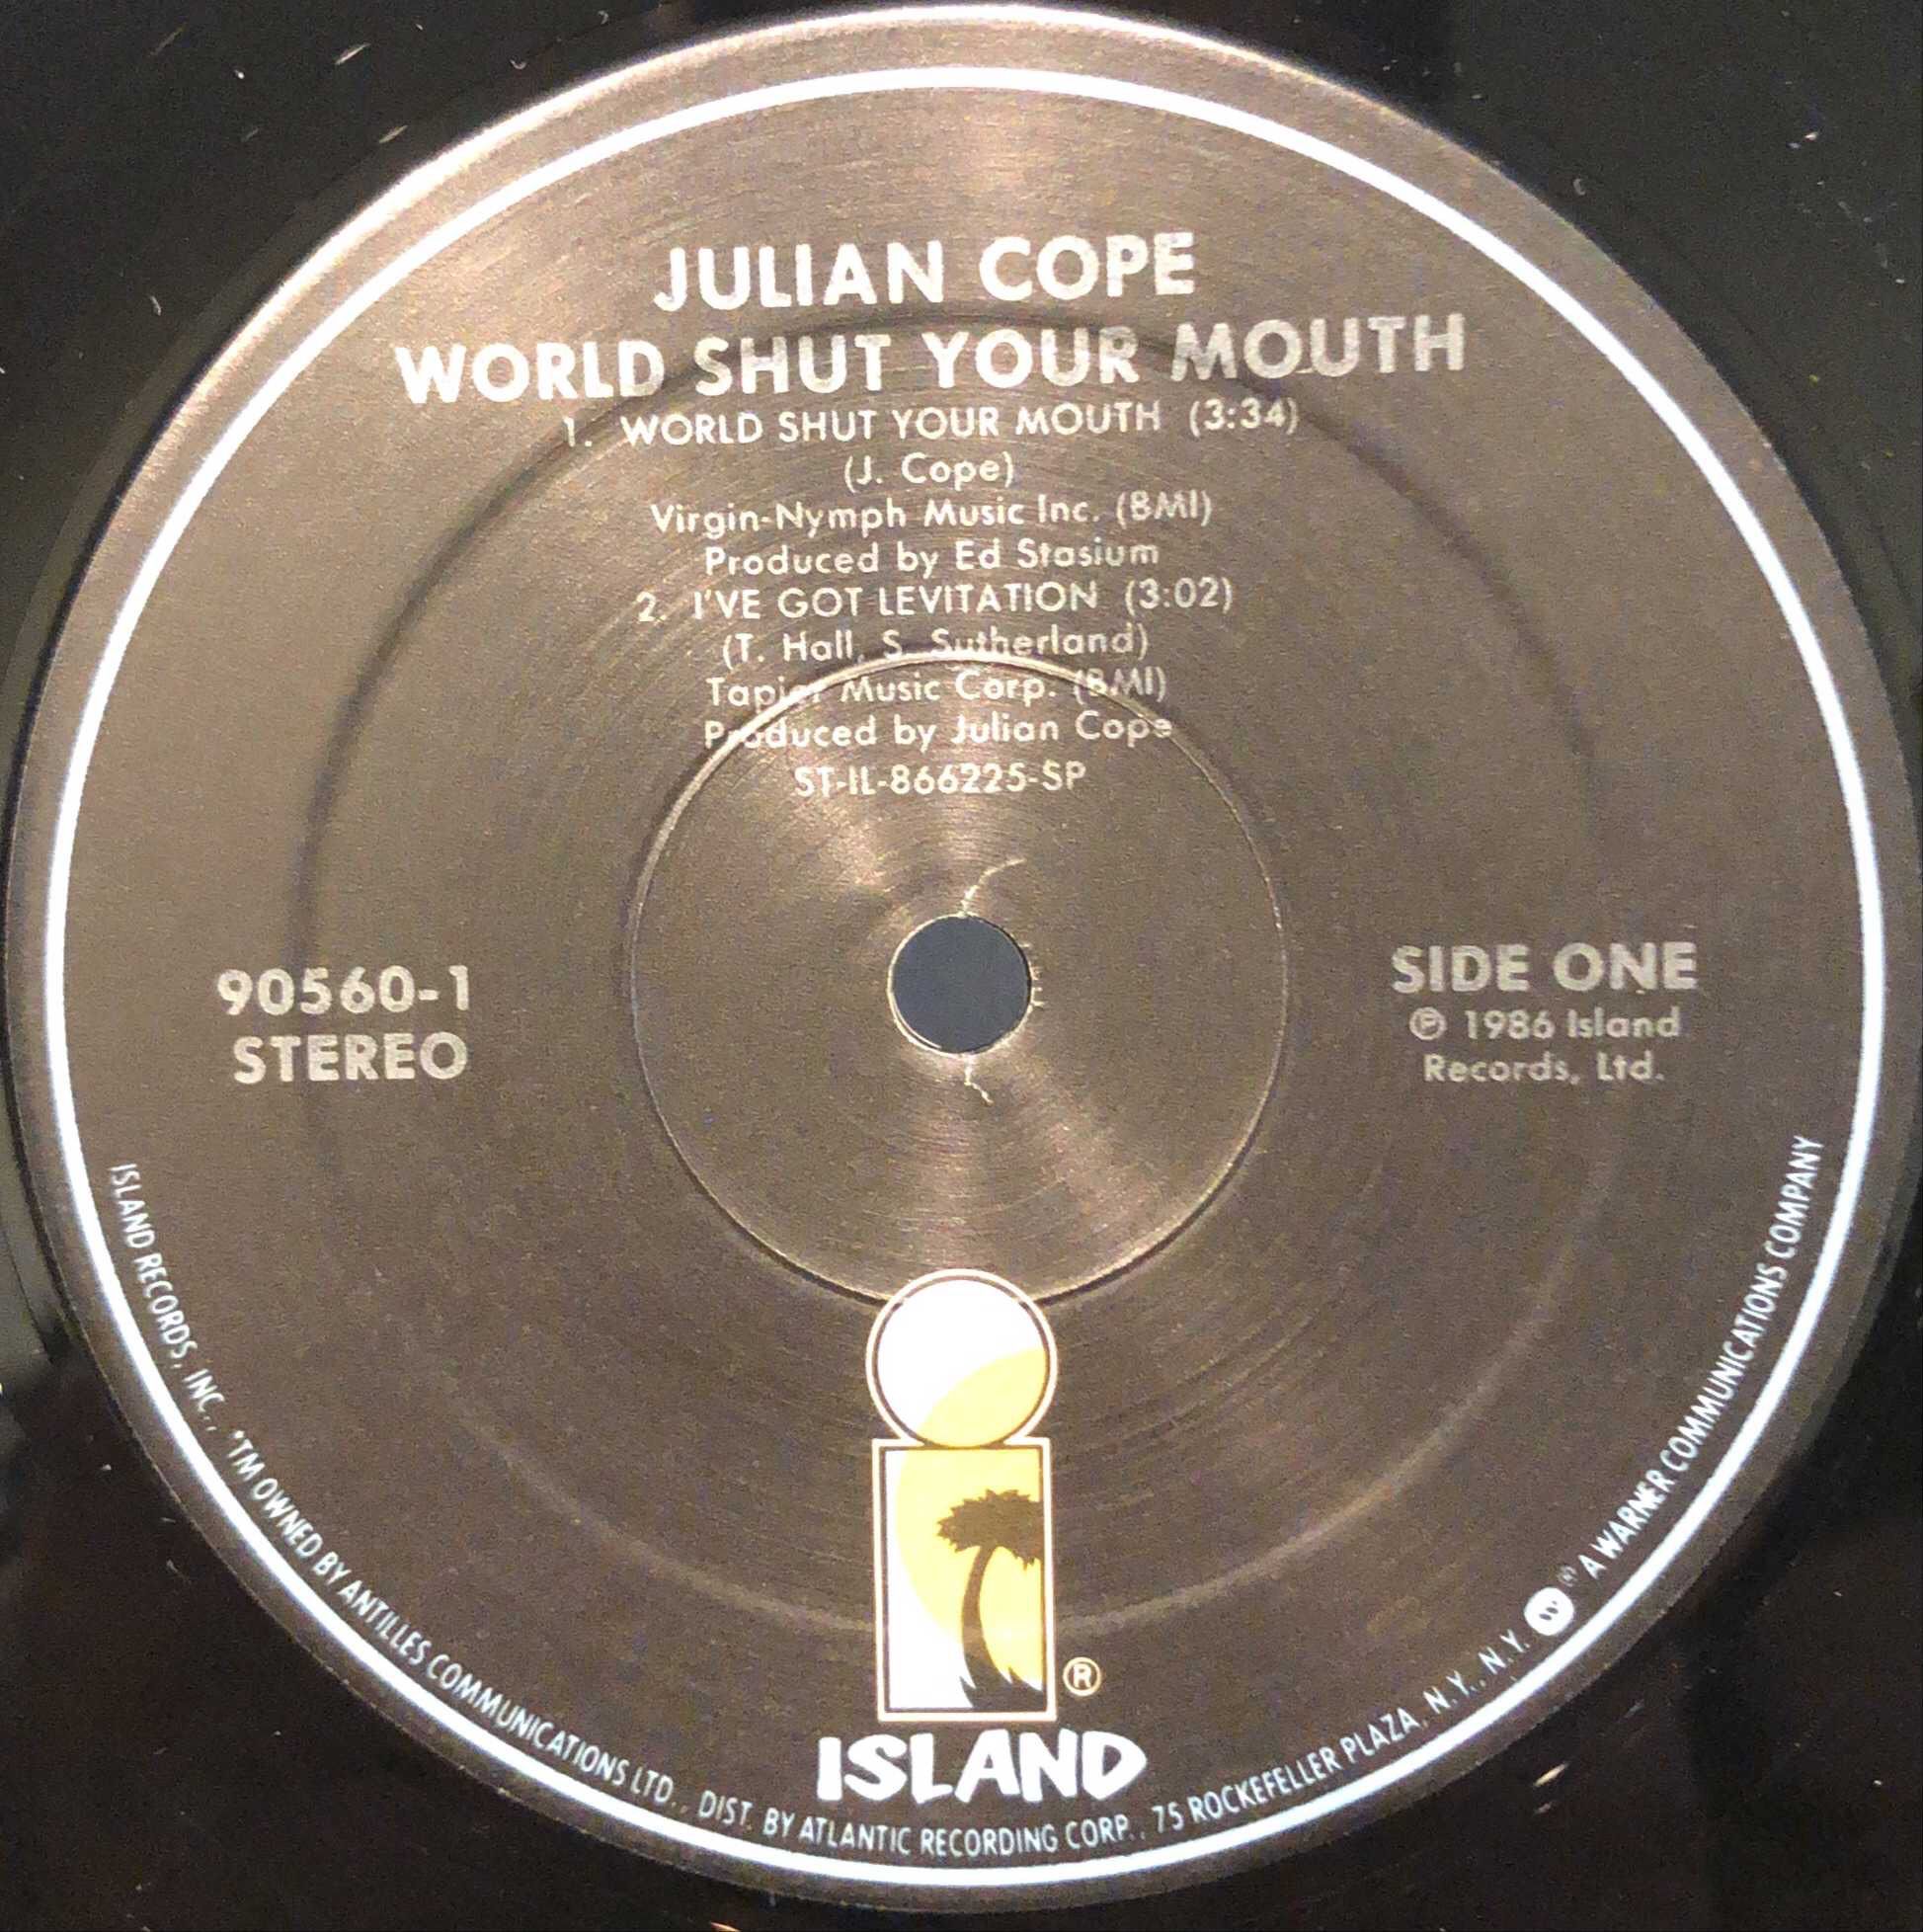 JULIAN COPE
WORLD SHUT YOUR MOUTH
1. WORLD SHUT YOUR MOUTH (3:34)
(J. Cope)
Virgin-Nymph Music Inc. (BMI)
Produced by Ed Stasium
2. I'VE GOT LEVITATION (3:02)
(T. Hall, S. Sutherland)
Tapier Music Corp. (BMI)
Produced by Julian Cope
ST-IL-866225-SP
90560-1
STEREO
SIDE ONE
℗ 1986 Island
Records, Ltd.
®
ISLAND
ISLAND RECORDS, INC., *TM OWNED BY ANTILLES COMMUNICATIONS LTD., DIST. BY ATLANTIC RECORDING CORP., 75 ROCKEFELLER PLAZA, N.Y., N.Y. ® A WARNER COMMUNICATIONS COMPANY